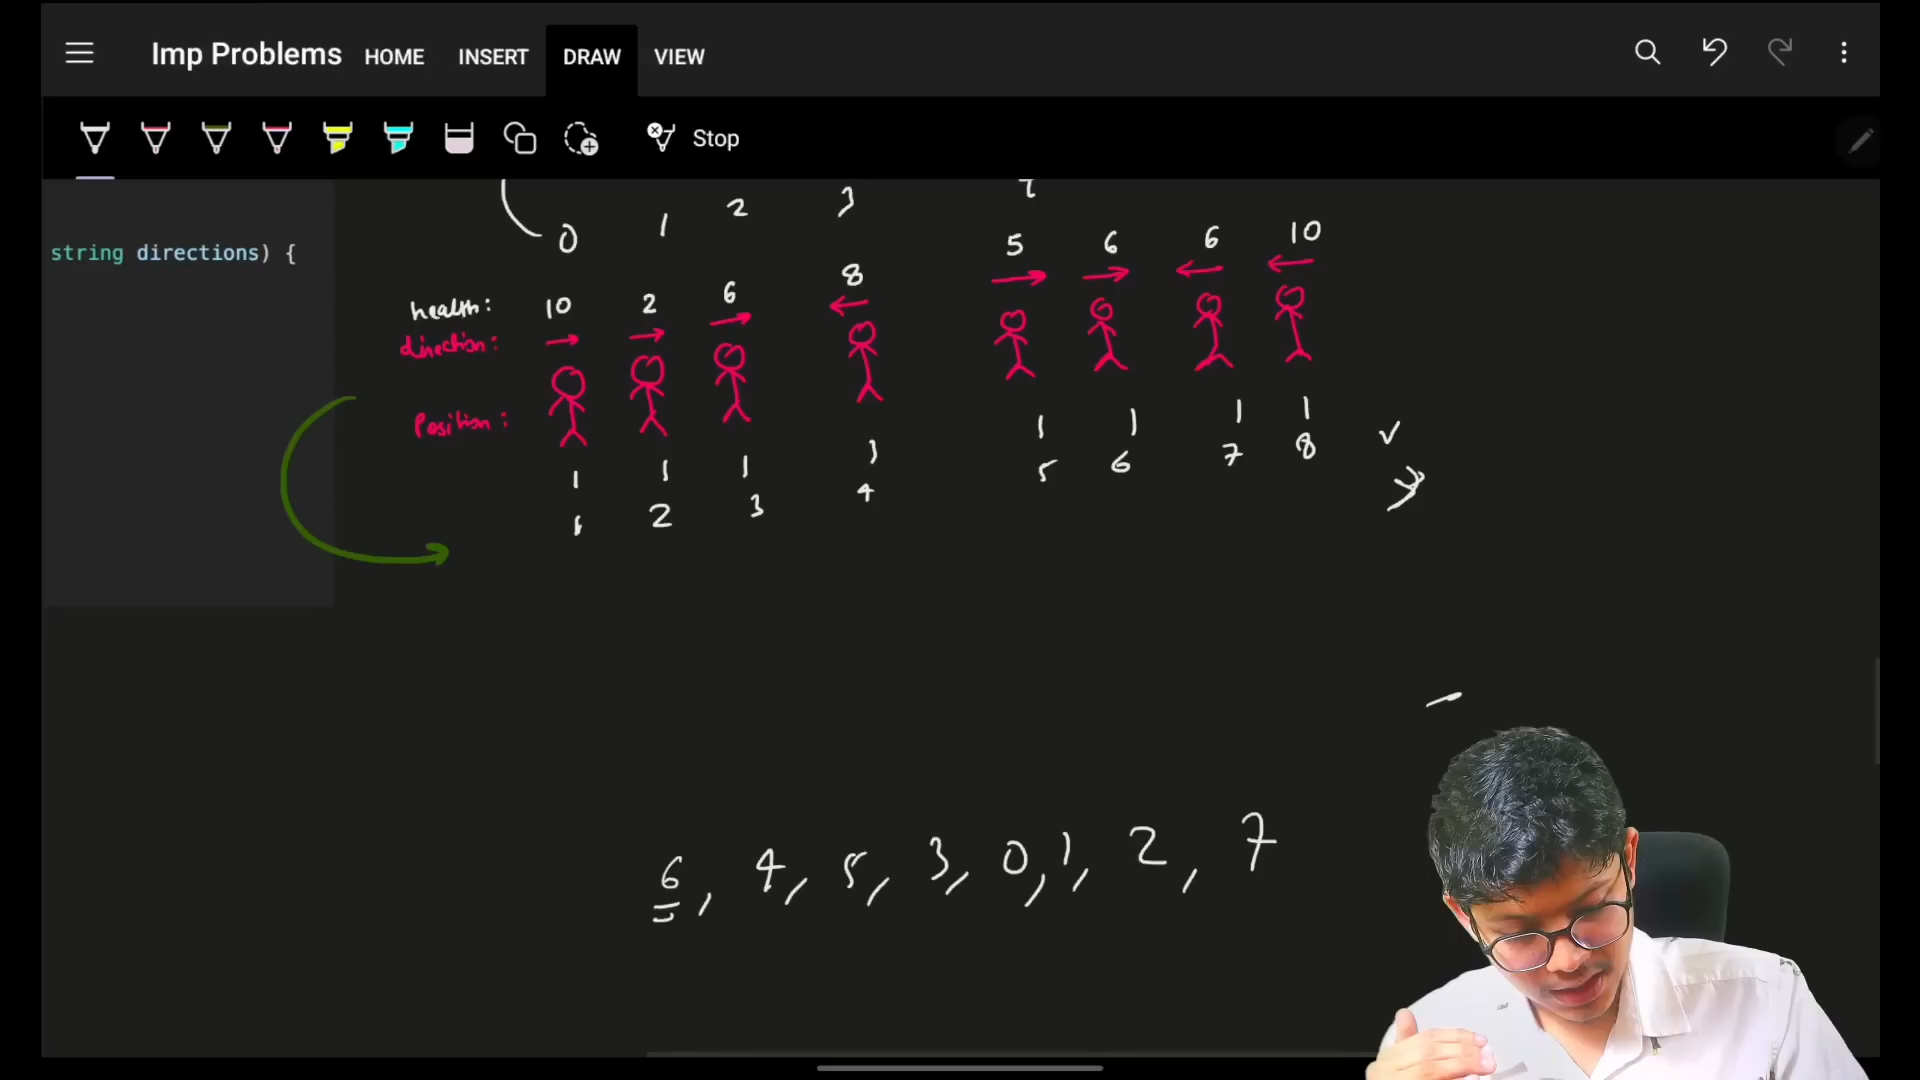 Imp Problems HOME INSERT DRAW VIEW
Stop
string directions) {
0 1 2 3
5 6 6 10
health: 10 2 6 8
direction:
Position:
1 1 1 1 1 1 1 1
1 2 3 4 5 6 7 8
6, 4, 5, 3, 0, 1, 2, 7